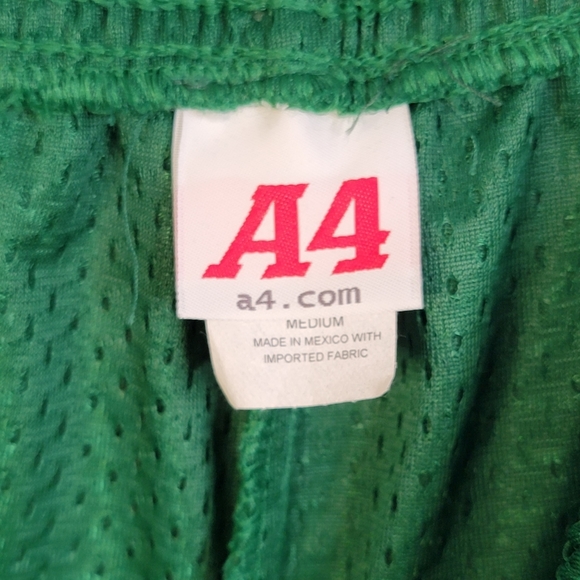 A4
a4.com
MEDIUM
MADE IN MEXICO WITH
IMPORTED FABRIC